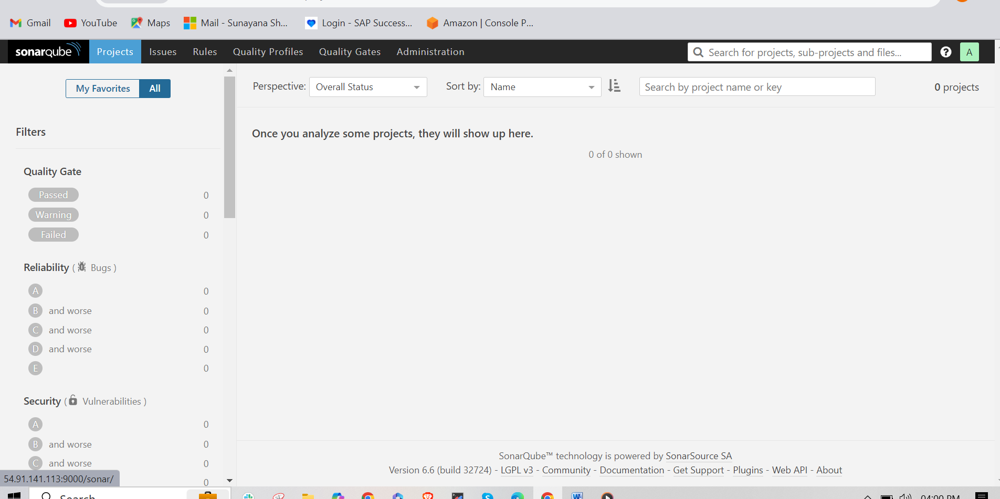 Gmail YouTube Maps Mail - Sunayana Sh... Login - SAP Success... Amazon | Console P...
sonarqube Projects Issues Rules Quality Profiles Quality Gates Administration Search for projects, sub-projects and files... ? A
My Favorites All
Perspective: Overall Status Sort by: Name Search by project name or key 0 projects
Filters
Once you analyze some projects, they will show up here.
0 of 0 shown
Quality Gate
Passed 0
Warning 0
Failed 0
Reliability ( Bugs )
A 0
B and worse 0
C and worse 0
D and worse 0
E 0
Security ( Vulnerabilities )
A 0
B and worse 0
C and worse 0
0
SonarQube™ technology is powered by SonarSource SA
Version 6.6 (build 32724) - LGPL v3 - Community - Documentation - Get Support - Plugins - Web API - About
54.91.141.113:9000/sonar/
Search 04:00 PM